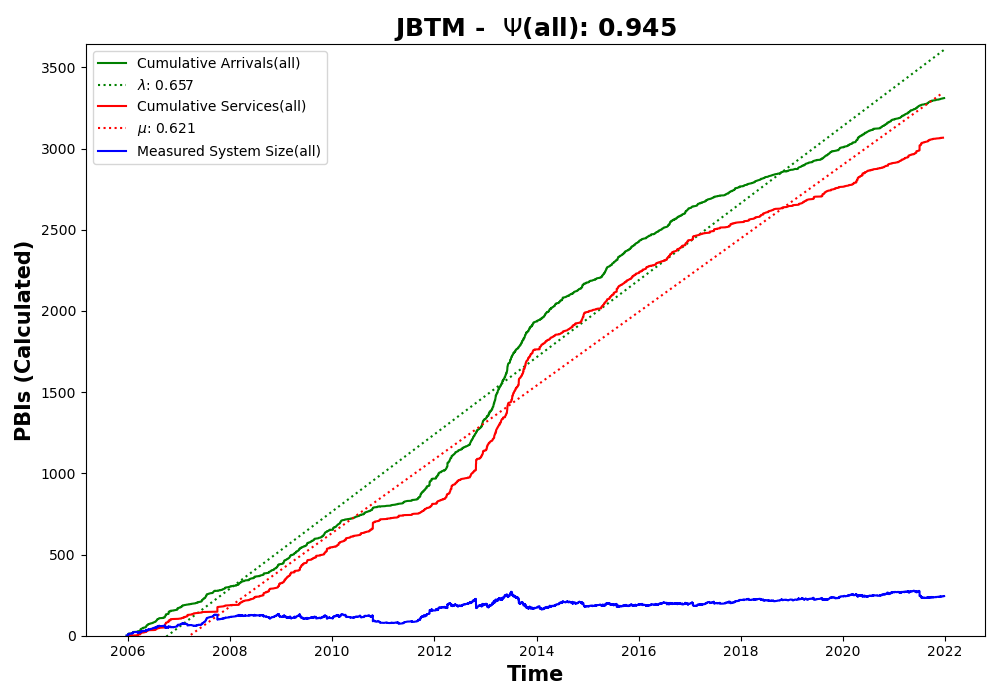 JBTM -  Ψ(all): 0.945
Cumulative Arrivals(all)
λ: 0.657
Cumulative Services(all)
μ: 0.621
Measured System Size(all)
PBIs (Calculated)
3500
3000
2500
2000
1500
1000
500
0
2006 2008 2010 2012 2014 2016 2018 2020 2022
Time